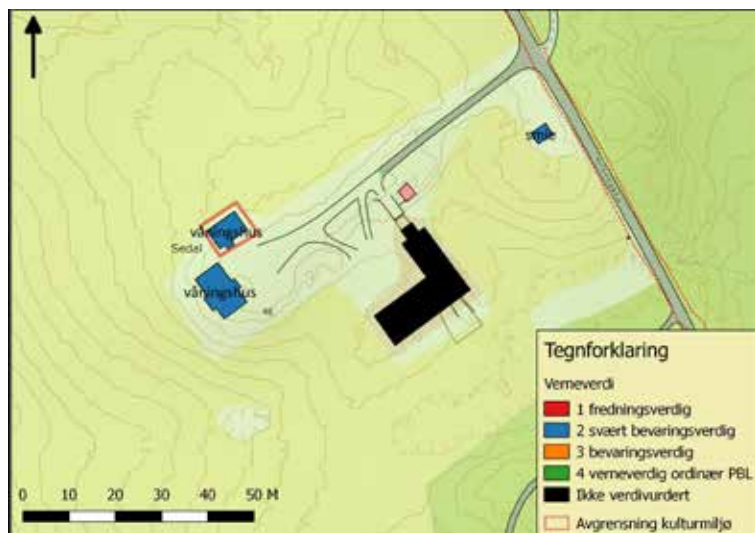 smie
våningshus
Sedal
våningshus
Tegnforklaring
Verneverdi
1 fredningsverdig
2 svært bevaringsverdig
3 bevaringsverdig
4 verneverdig ordinær PBL
Ikke verdivurdert
Avgrensning kulturmiljø
0 10 20 30 40 50 M